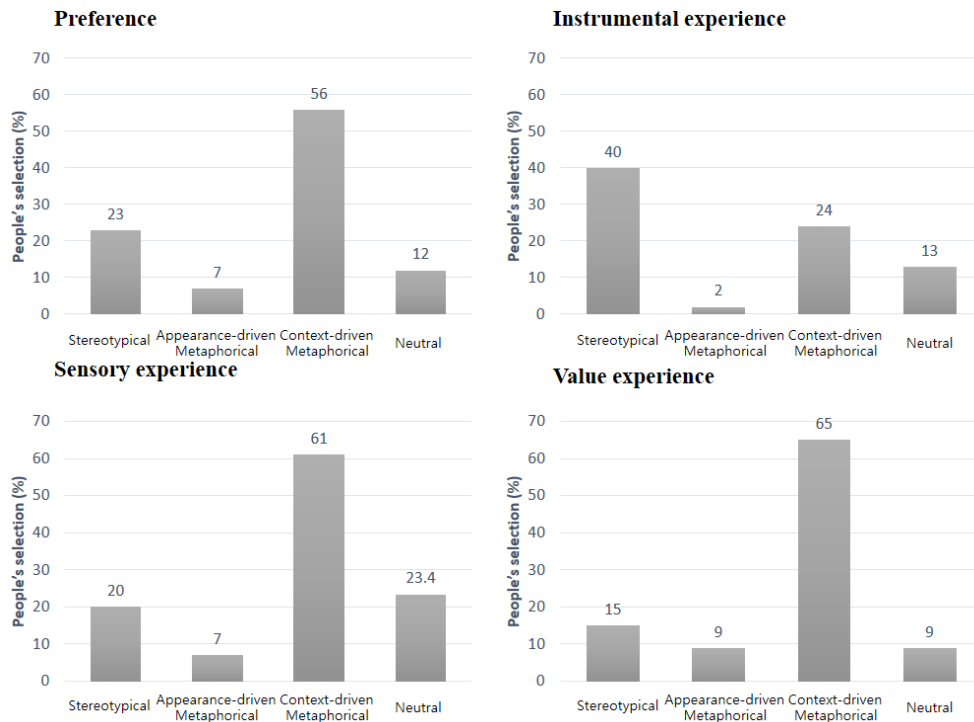 Preference
People's selection (%)
70
60
50
40
30
20
10
0
23
7
56
12
Stereotypical
Appearance-driven
Metaphorical
Context-driven
Metaphorical
Neutral
Instrumental experience
People's selection (%)
70
60
50
40
30
20
10
0
40
2
24
13
Stereotypical
Appearance-driven
Metaphorical
Context-driven
Metaphorical
Neutral
Sensory experience
People's selection (%)
70
60
50
40
30
20
10
0
20
7
61
23.4
Stereotypical
Appearance-driven
Metaphorical
Context-driven
Metaphorical
Neutral
Value experience
People's selection (%)
70
60
50
40
30
20
10
0
15
9
65
9
Stereotypical
Appearance-driven
Metaphorical
Context-driven
Metaphorical
Neutral